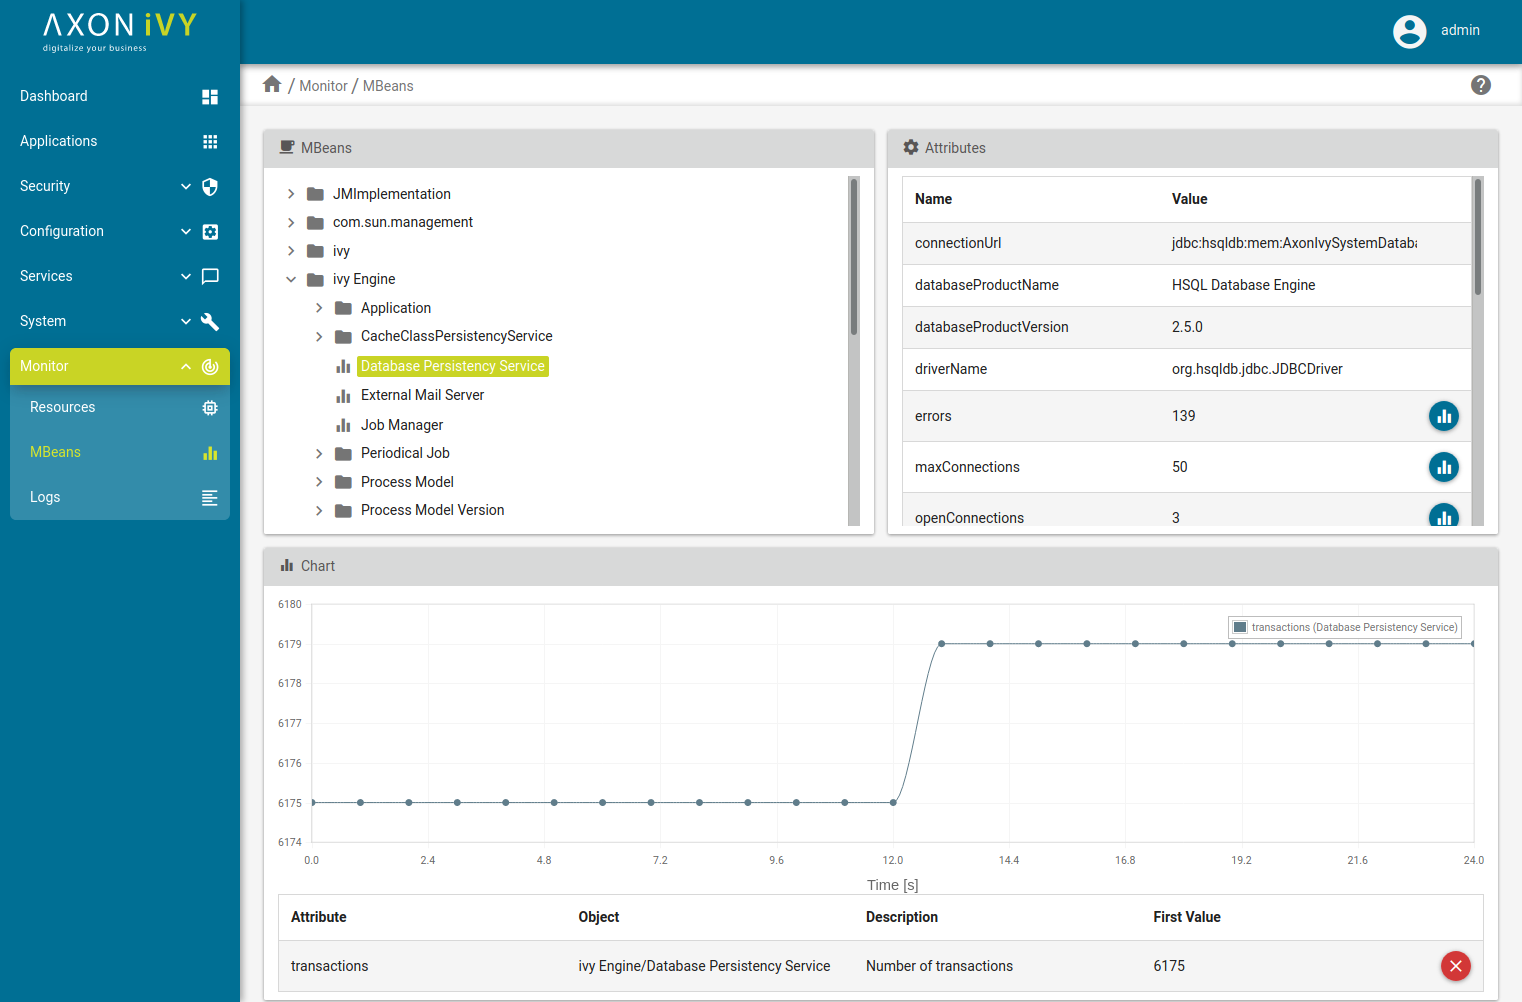 AXON iVY
digitalize your business
admin
Dashboard
Applications
Security
Configuration
Services
System
Monitor
Resources
MBeans
Logs
/ Monitor / MBeans
MBeans
JMImplementation
com.sun.management
ivy
ivy Engine
Application
CacheClassPersistencyService
Database Persistency Service
External Mail Server
Job Manager
Periodical Job
Process Model
Process Model Version
Attributes
Name Value
connectionUrl jdbc:hsqldb:mem:AxonIvySystemDataba
databaseProductName HSQL Database Engine
databaseProductVersion 2.5.0
driverName org.hsqldb.jdbc.JDBCDriver
errors 139
maxConnections 50
openConnections 3
Chart
6180
6179
6178
6177
6176
6175
6174
transactions (Database Persistency Service)
0.0 2.4 4.8 7.2 9.6 12.0 14.4 16.8 19.2 21.6 24.0
Time [s]
Attribute Object Description First Value
transactions ivy Engine/Database Persistency Service Number of transactions 6175